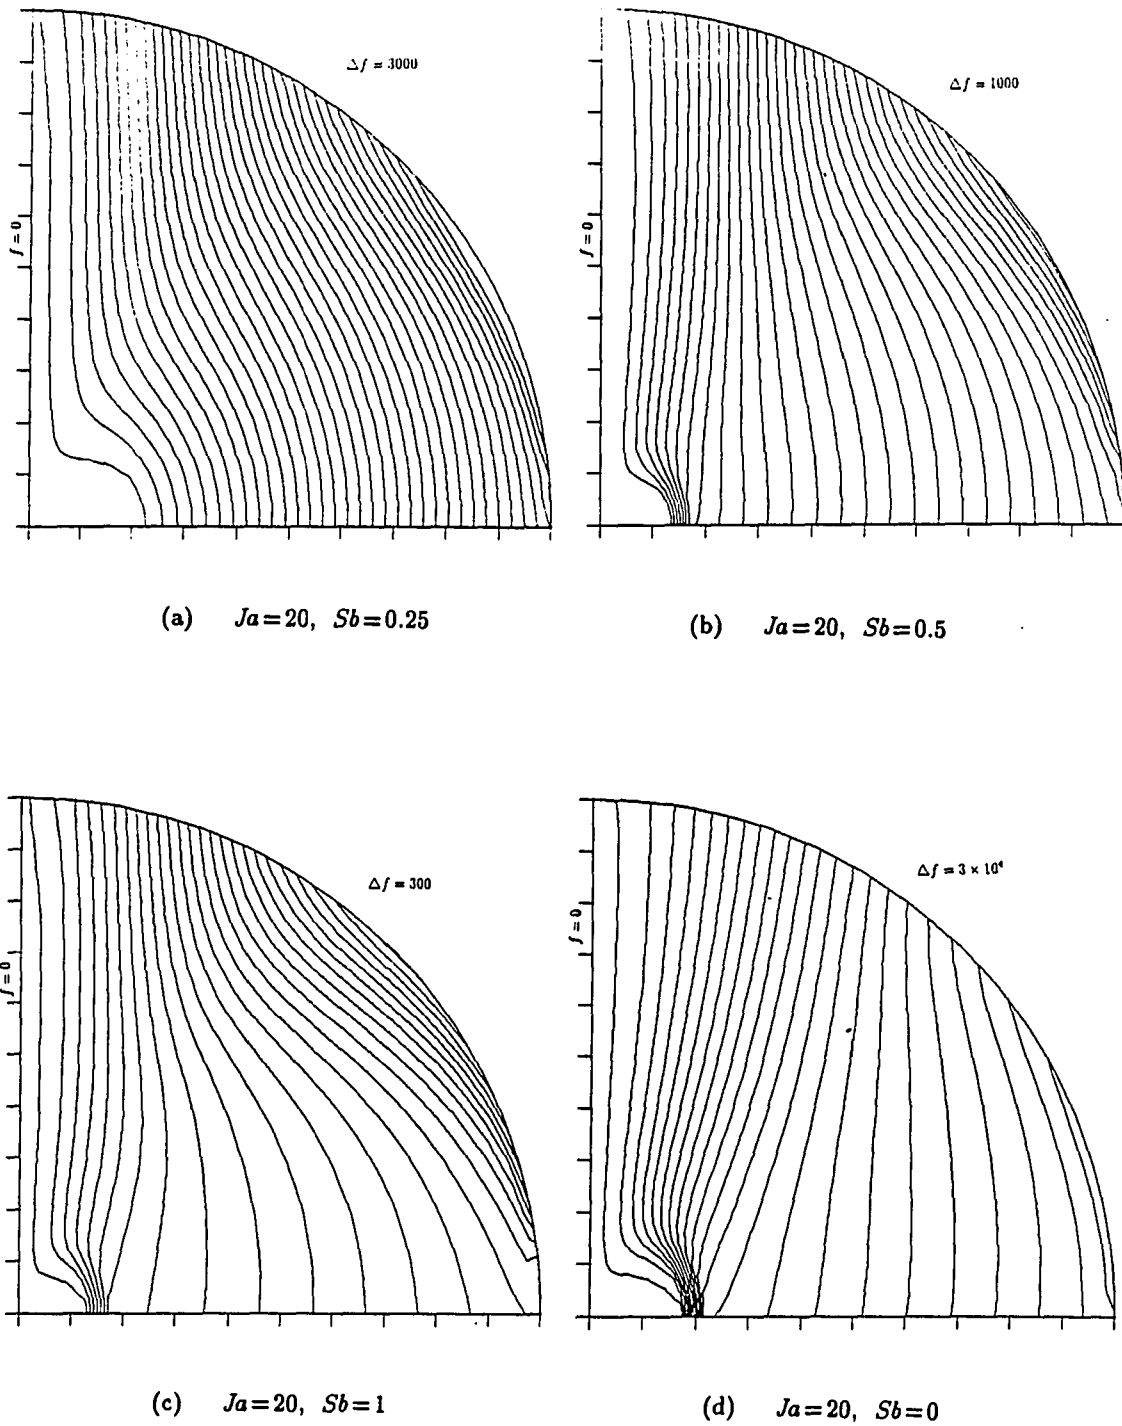 Δf = 3000
f = 0
(a) Ja=20, Sb=0.25
Δf = 1000
f = 0
(b) Ja=20, Sb=0.5
Δf = 300
f = 0
(c) Ja=20, Sb=1
Δf = 3 × 10⁴
f = 0
(d) Ja=20, Sb=0